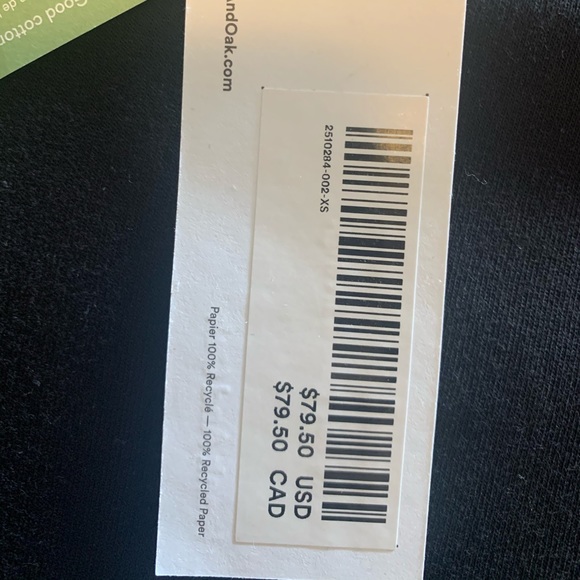 Good cotton
ndOak.com
2510284-002-XS
$79.50 USD
$79.50 CAD
Papier 100% Recyclé — 100% Recycled Paper